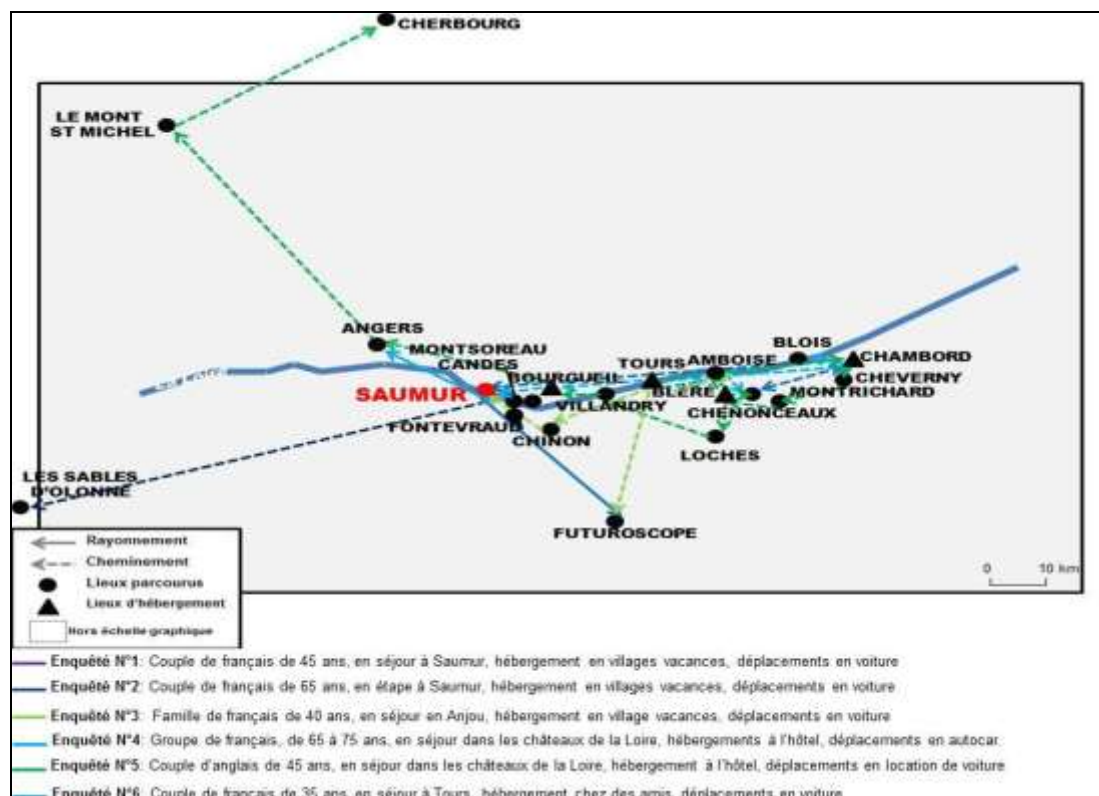 CHERBOURG
LE MONT
ST MICHEL
ANGERS
MONTSOREAU
CANDES
BLOIS
TOURS
AMBOISE
CHAMBORD
BOURGUEIL
CHEVERNY
SAUMUR
BLERE
MONTRICHARD
VILLANDRY
CHENONCEAUX
FONTEVRAUD
CHINON
LOCHES
LES SABLES
D'OLONNE
FUTUROSCOPE
Rayonnement
Cheminement
Lieux parcourus
Lieux d'hébergement
Hors échelle graphique
0 10 km
Enquêté N°1: Couple de français de 45 ans, en séjour à Saumur, hébergement en villages vacances, déplacements en voiture
Enquêté N°2: Couple de français de 65 ans, en étape à Saumur, hébergement en villages vacances, déplacements en voiture
Enquêté N°3: Famille de français de 40 ans, en séjour en Anjou, hébergement en village vacances, déplacements en voiture
Enquêté N°4: Groupe de français, de 65 à 75 ans, en séjour dans les châteaux de la Loire, hébergements à l'hôtel, déplacements en autocar.
Enquêté N°5: Couple d'anglais de 45 ans, en séjour dans les châteaux de la Loire, hébergement à l'hôtel, déplacements en location de voiture
Enquêté N°6: Couple de français de 35 ans, en séjour à Tours, hébergement chez des amis, déplacements en voiture